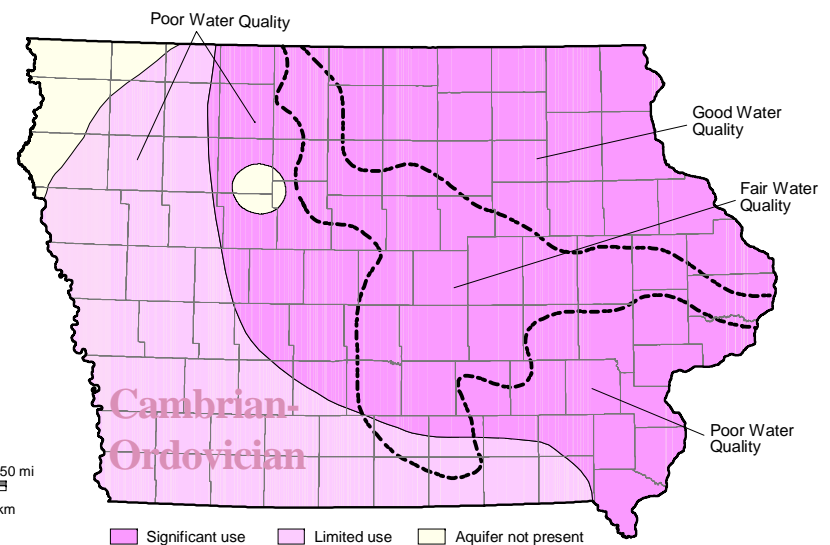 Poor Water Quality
Good Water
Quality
Fair Water
Quality
Cambrian-
Ordovician
Poor Water
Quality
50 mi
km
Significant use
Limited use
Aquifer not present